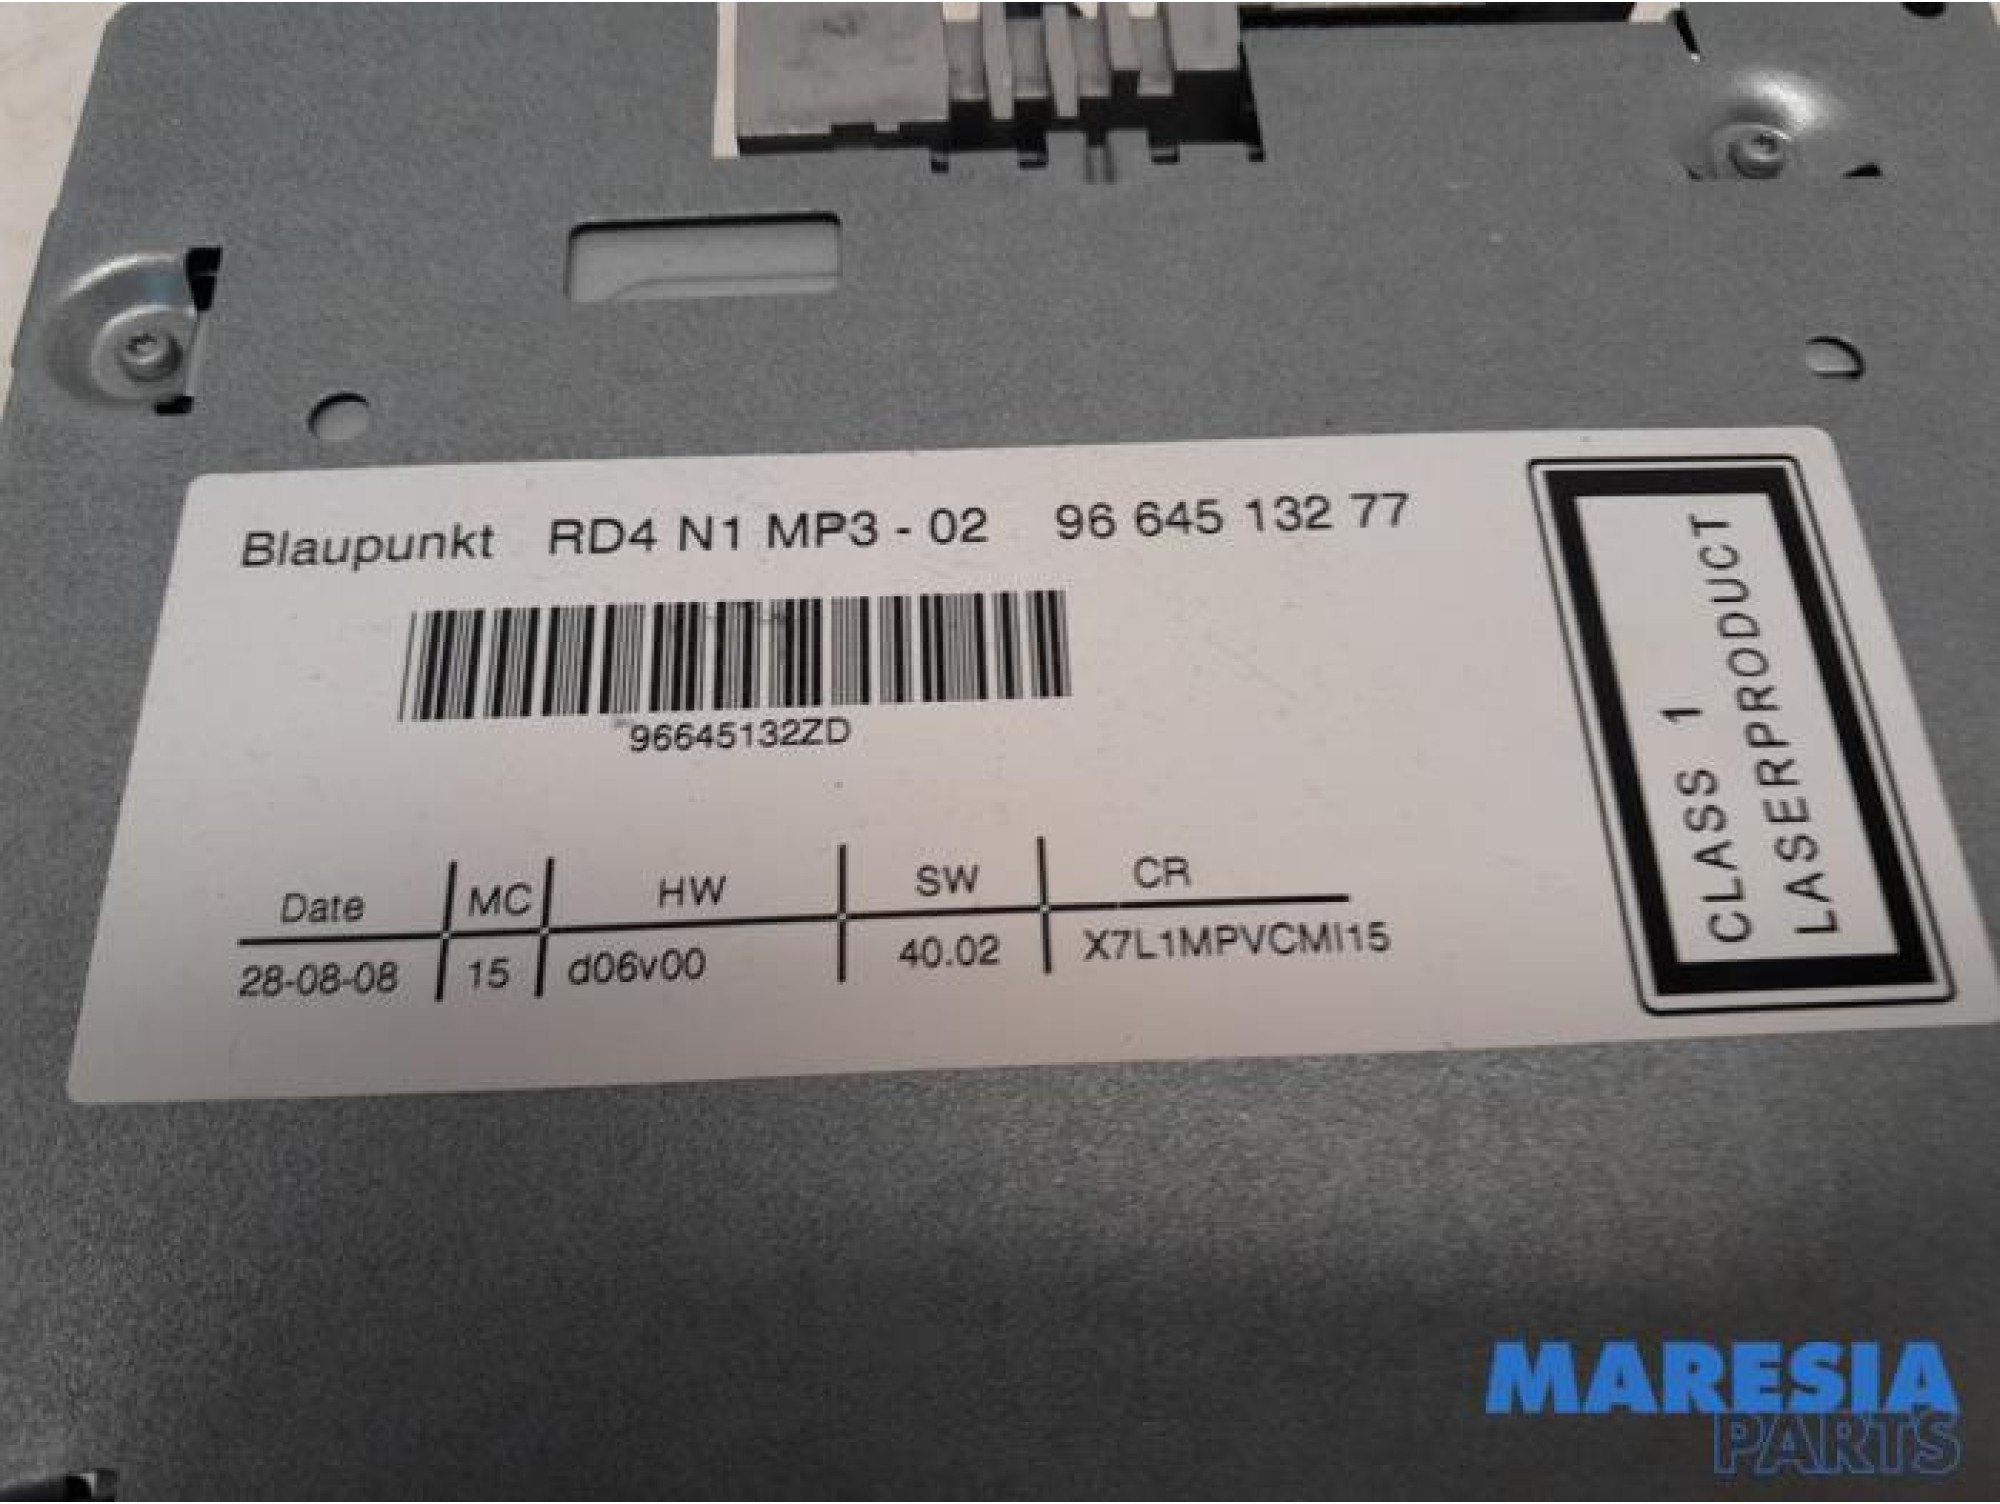 Blaupunkt RD4 N1 MP3 - 02 96 645 132 77
96645132ZD
Date MC HW SW CR
28-08-08 15 d06v00 40.02 X7L1MPVCMI15
CLASS 1
LASERPRODUCT
MARESIA
PARTS